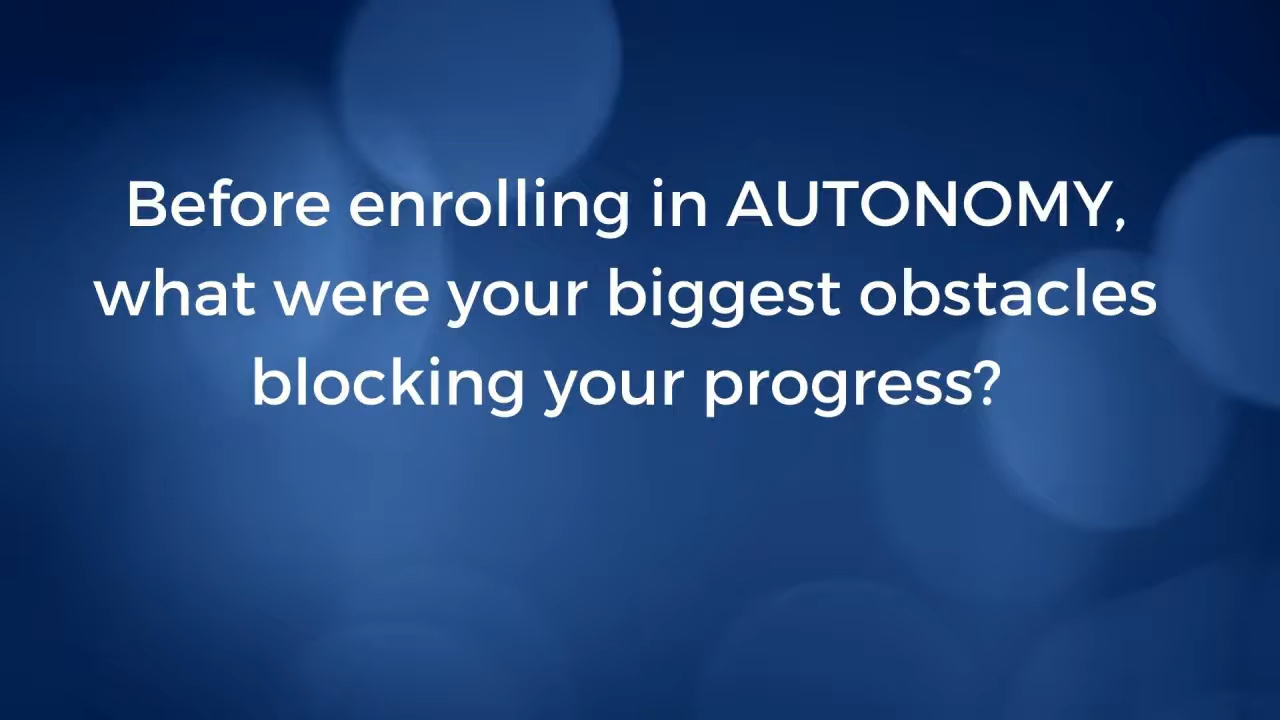 Before enrolling in AUTONOMY,
what were your biggest obstacles
blocking your progress?